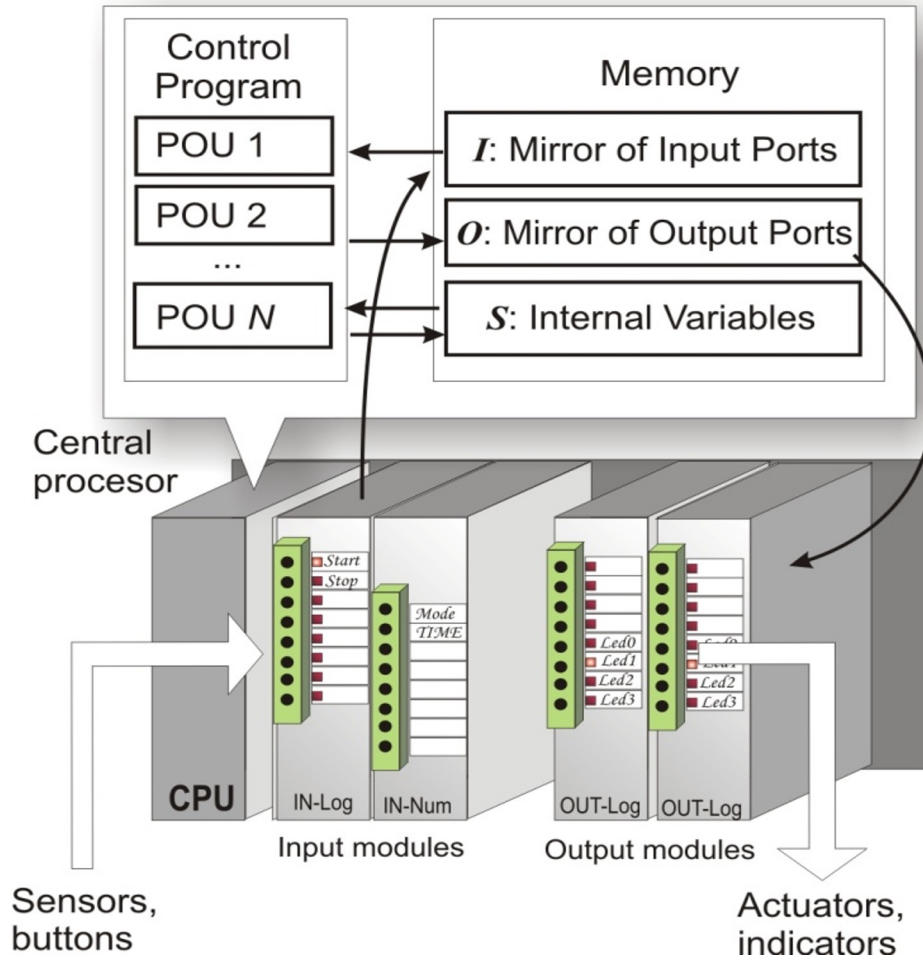 Control
Program
POU 1
POU 2
...
POU N
Memory
I: Mirror of Input Ports
O: Mirror of Output Ports
S: Internal Variables
Central
procesor
Start
Stop
Mode
TIME
Led0
Led1
Led2
Led3
Led0
Led1
Led2
Led3
CPU
IN-Log
IN-Num
OUT-Log
OUT-Log
Input modules
Output modules
Sensors,
buttons
Actuators,
indicators